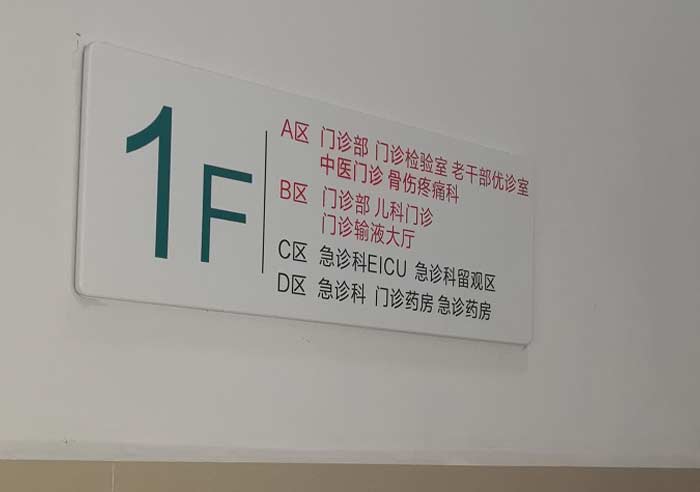 1F
A区 门诊部 门诊检验室 老干部优诊室
中医门诊 骨伤疼痛科
B区 门诊部 儿科门诊
门诊输液大厅
C区 急诊科EICU 急诊科留观区
D区 急诊科 门诊药房 急诊药房